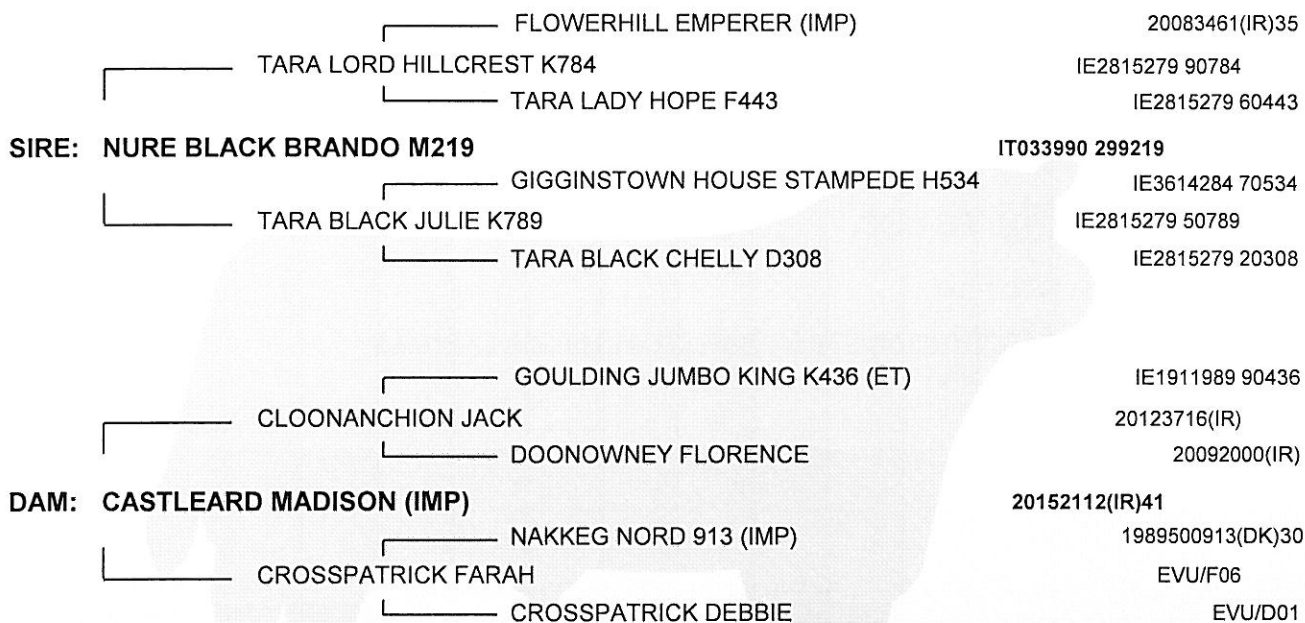 FLOWERHILL EMPERER (IMP) 20083461(IR)35
TARA LORD HILLCREST K784 IE2815279 90784
TARA LADY HOPE F443 IE2815279 60443
SIRE: NURE BLACK BRANDO M219 IT033990 299219
GIGGINSTOWN HOUSE STAMPEDE H534 IE3614284 70534
TARA BLACK JULIE K789 IE2815279 50789
TARA BLACK CHELLY D308 IE2815279 20308
GOULDING JUMBO KING K436 (ET) IE1911989 90436
CLOONANCHION JACK 20123716(IR)
DOONOWNEY FLORENCE 20092000(IR)
DAM: CASTLEARD MADISON (IMP) 20152112(IR)41
NAKKEG NORD 913 (IMP) 1989500913(DK)30
CROSSPATRICK FARAH EVU/F06
CROSSPATRICK DEBBIE EVU/D01